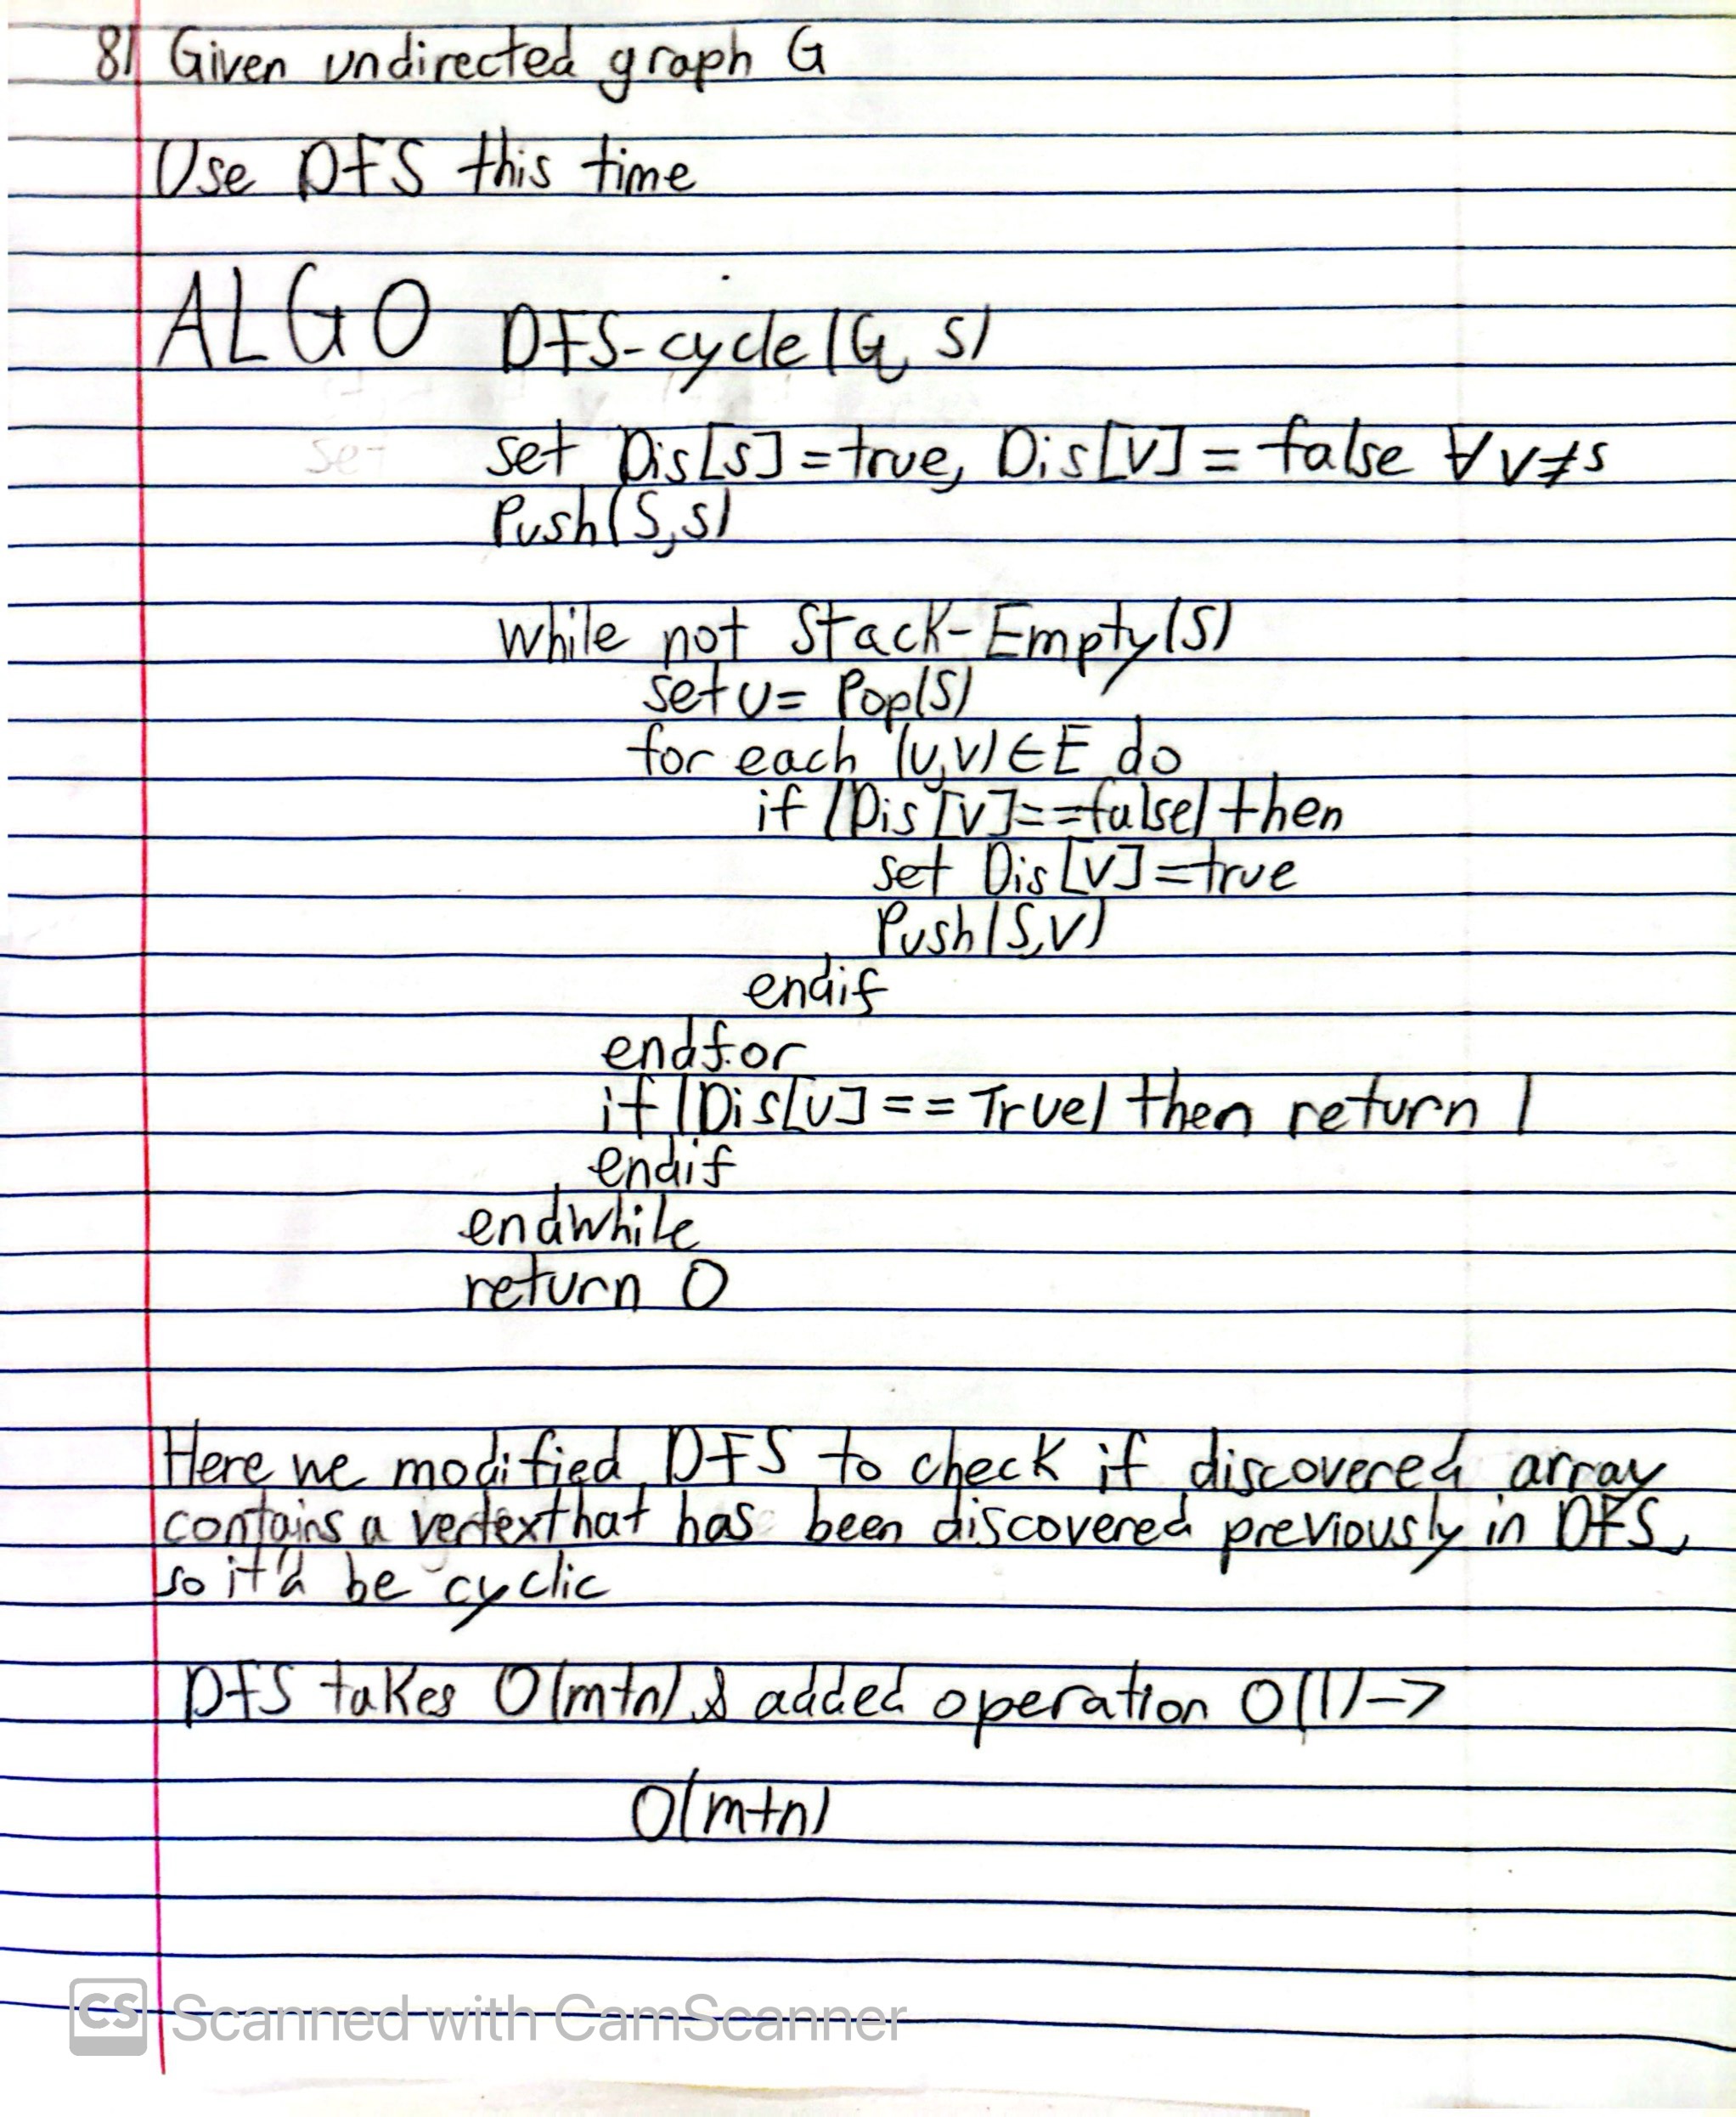 8) Given undirected graph G
Use DFS this time
ALGO DFS-cycle(G, s)
set Dis[s] = true, Dis[v] = false ∀ v≠s
Push(S,s)
while not Stack-Empty(S)
set u = Pop(S)
for each (u,v) ∈ E do
if (Dis[v]==false) then
set Dis[v]=true
Push(S,v)
endif
endfor
if (Dis[u] == True) then return 1
endif
endwhile
return 0
Here we modified DFS to check if discovered array
contains a vertex that has been discovered previously in DFS,
so it'd be cyclic
DFS takes O(m+n) & added operation O(1) ->
O(m+n)
CS Scanned with CamScanner